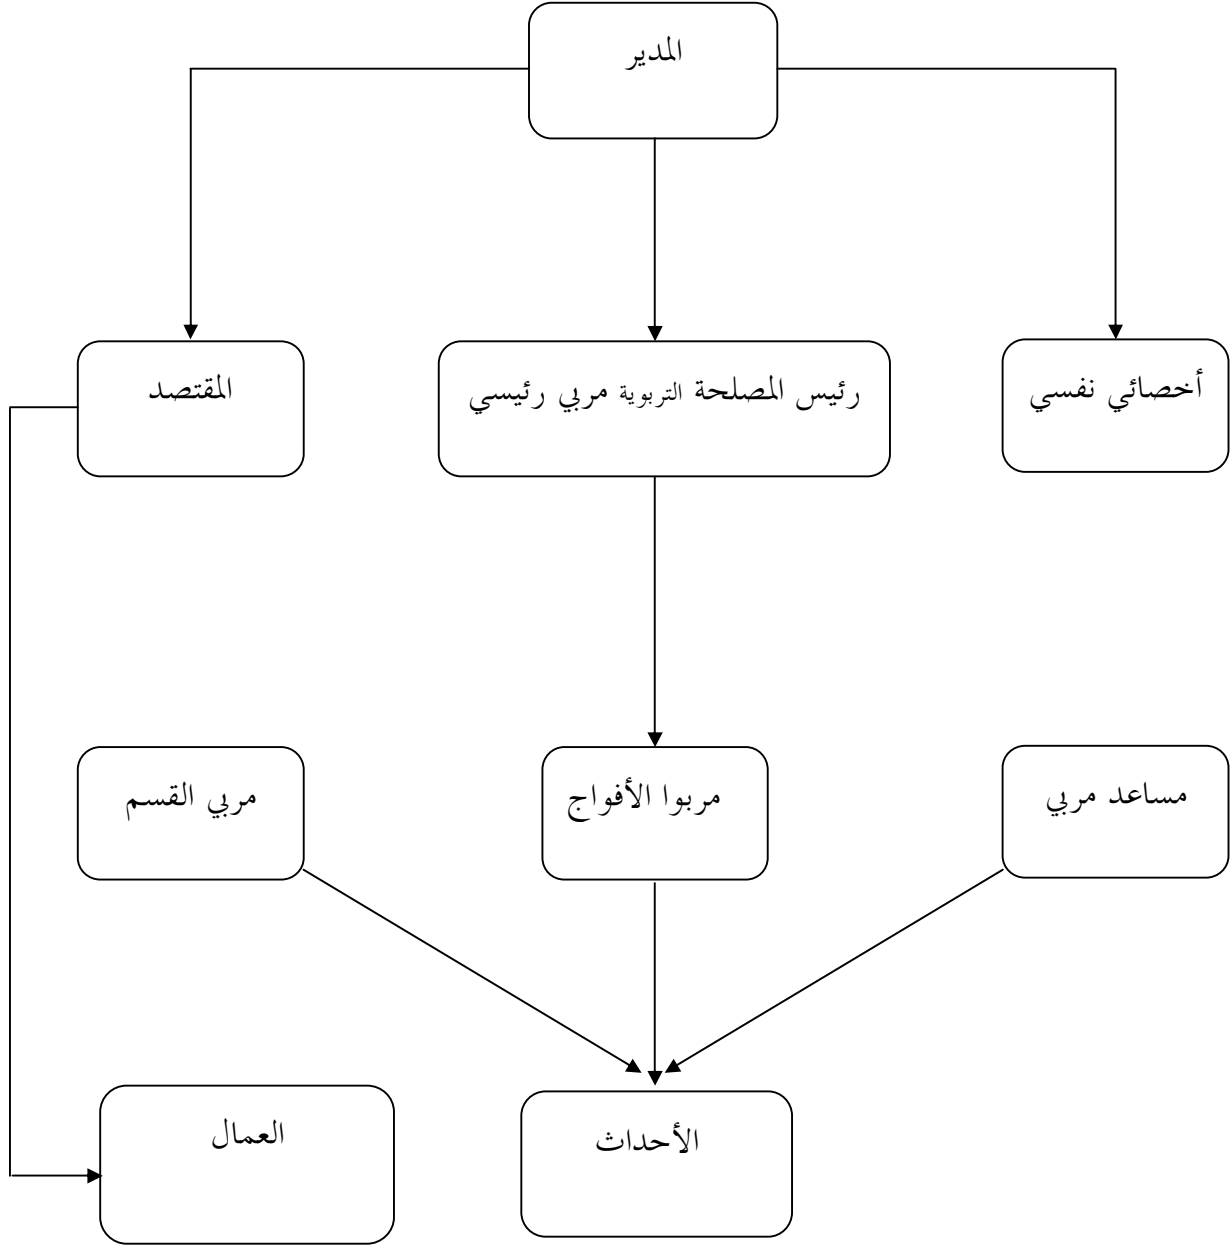 المدير
أخصائي نفسي
رئيس المصلحة التربوية مربي رئيسي
المقتصد
مساعد مربي
مربوا الأفواج
مربي القسم
الأحداث
العمال